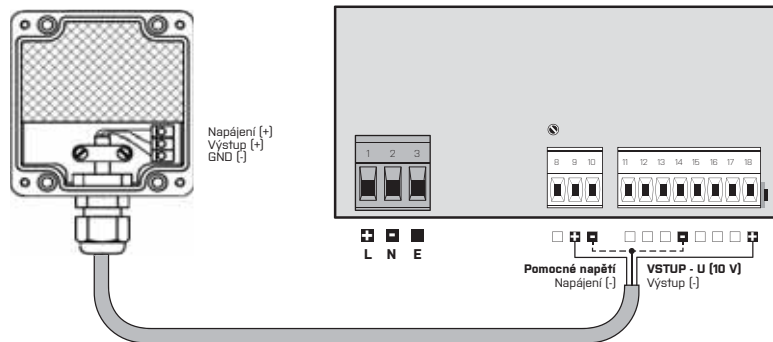 Napájení (+)
Výstup (+)
GND (-)
1 2 3
8 9 10
11 12 13 14 15 16 17 18
L N E
Pomocné napětí
Napájení (-)
VSTUP - U (10 V)
Výstup (-)